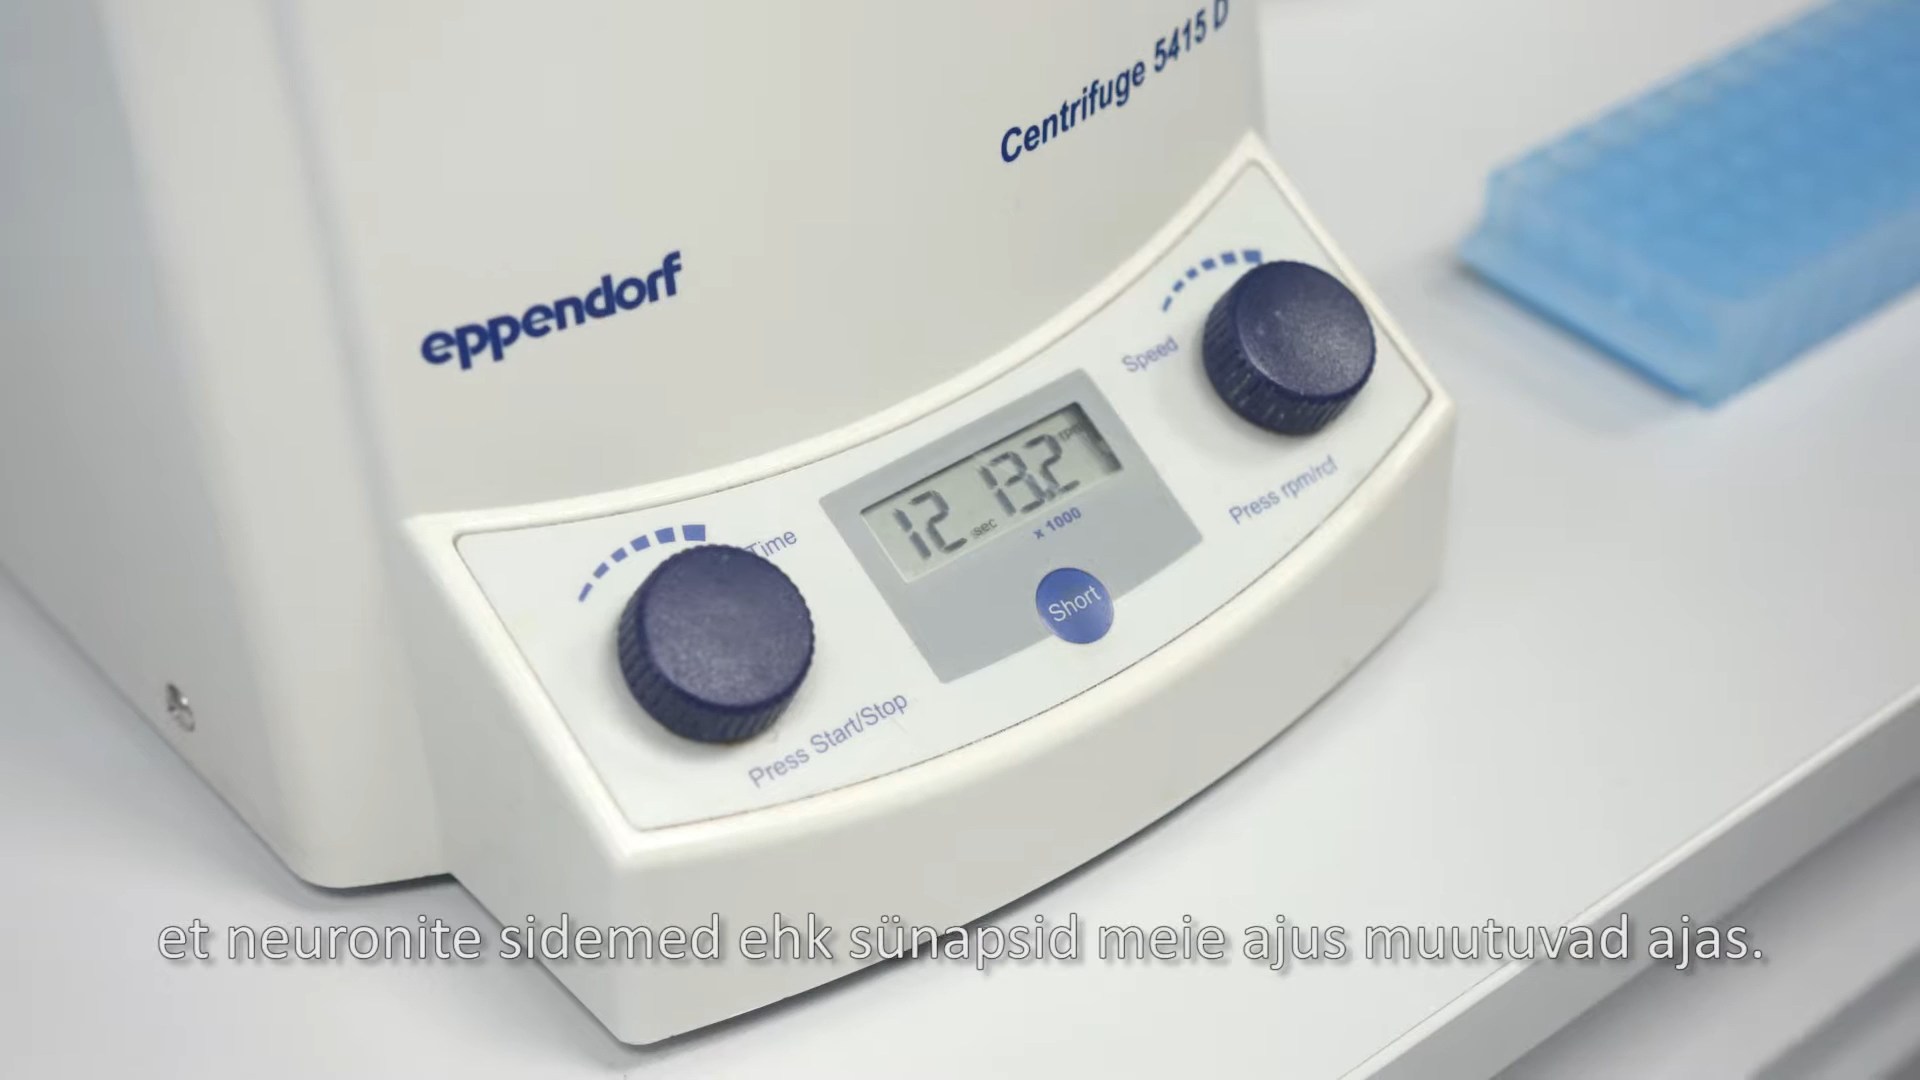 Centrifuge 5415 D
eppendorf
Speed
Press rpm/rcf
12 sec 13.2 rpm
x 1000
Time
Short
Press Start/Stop
et neuronite sidemed ehk sünapsid meie ajus muutuvad ajas.